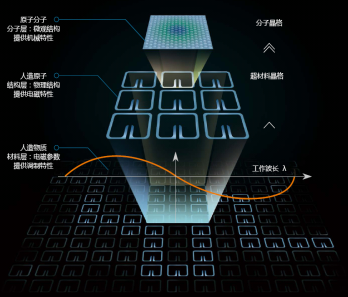 原子分子
分子层：微观结构
提供机械特性
分子晶格
人造原子
结构层：物理结构
提供电磁特性
超材料晶格
人造物质
材料层：电磁参数
提供调制特性
工作波长 λ